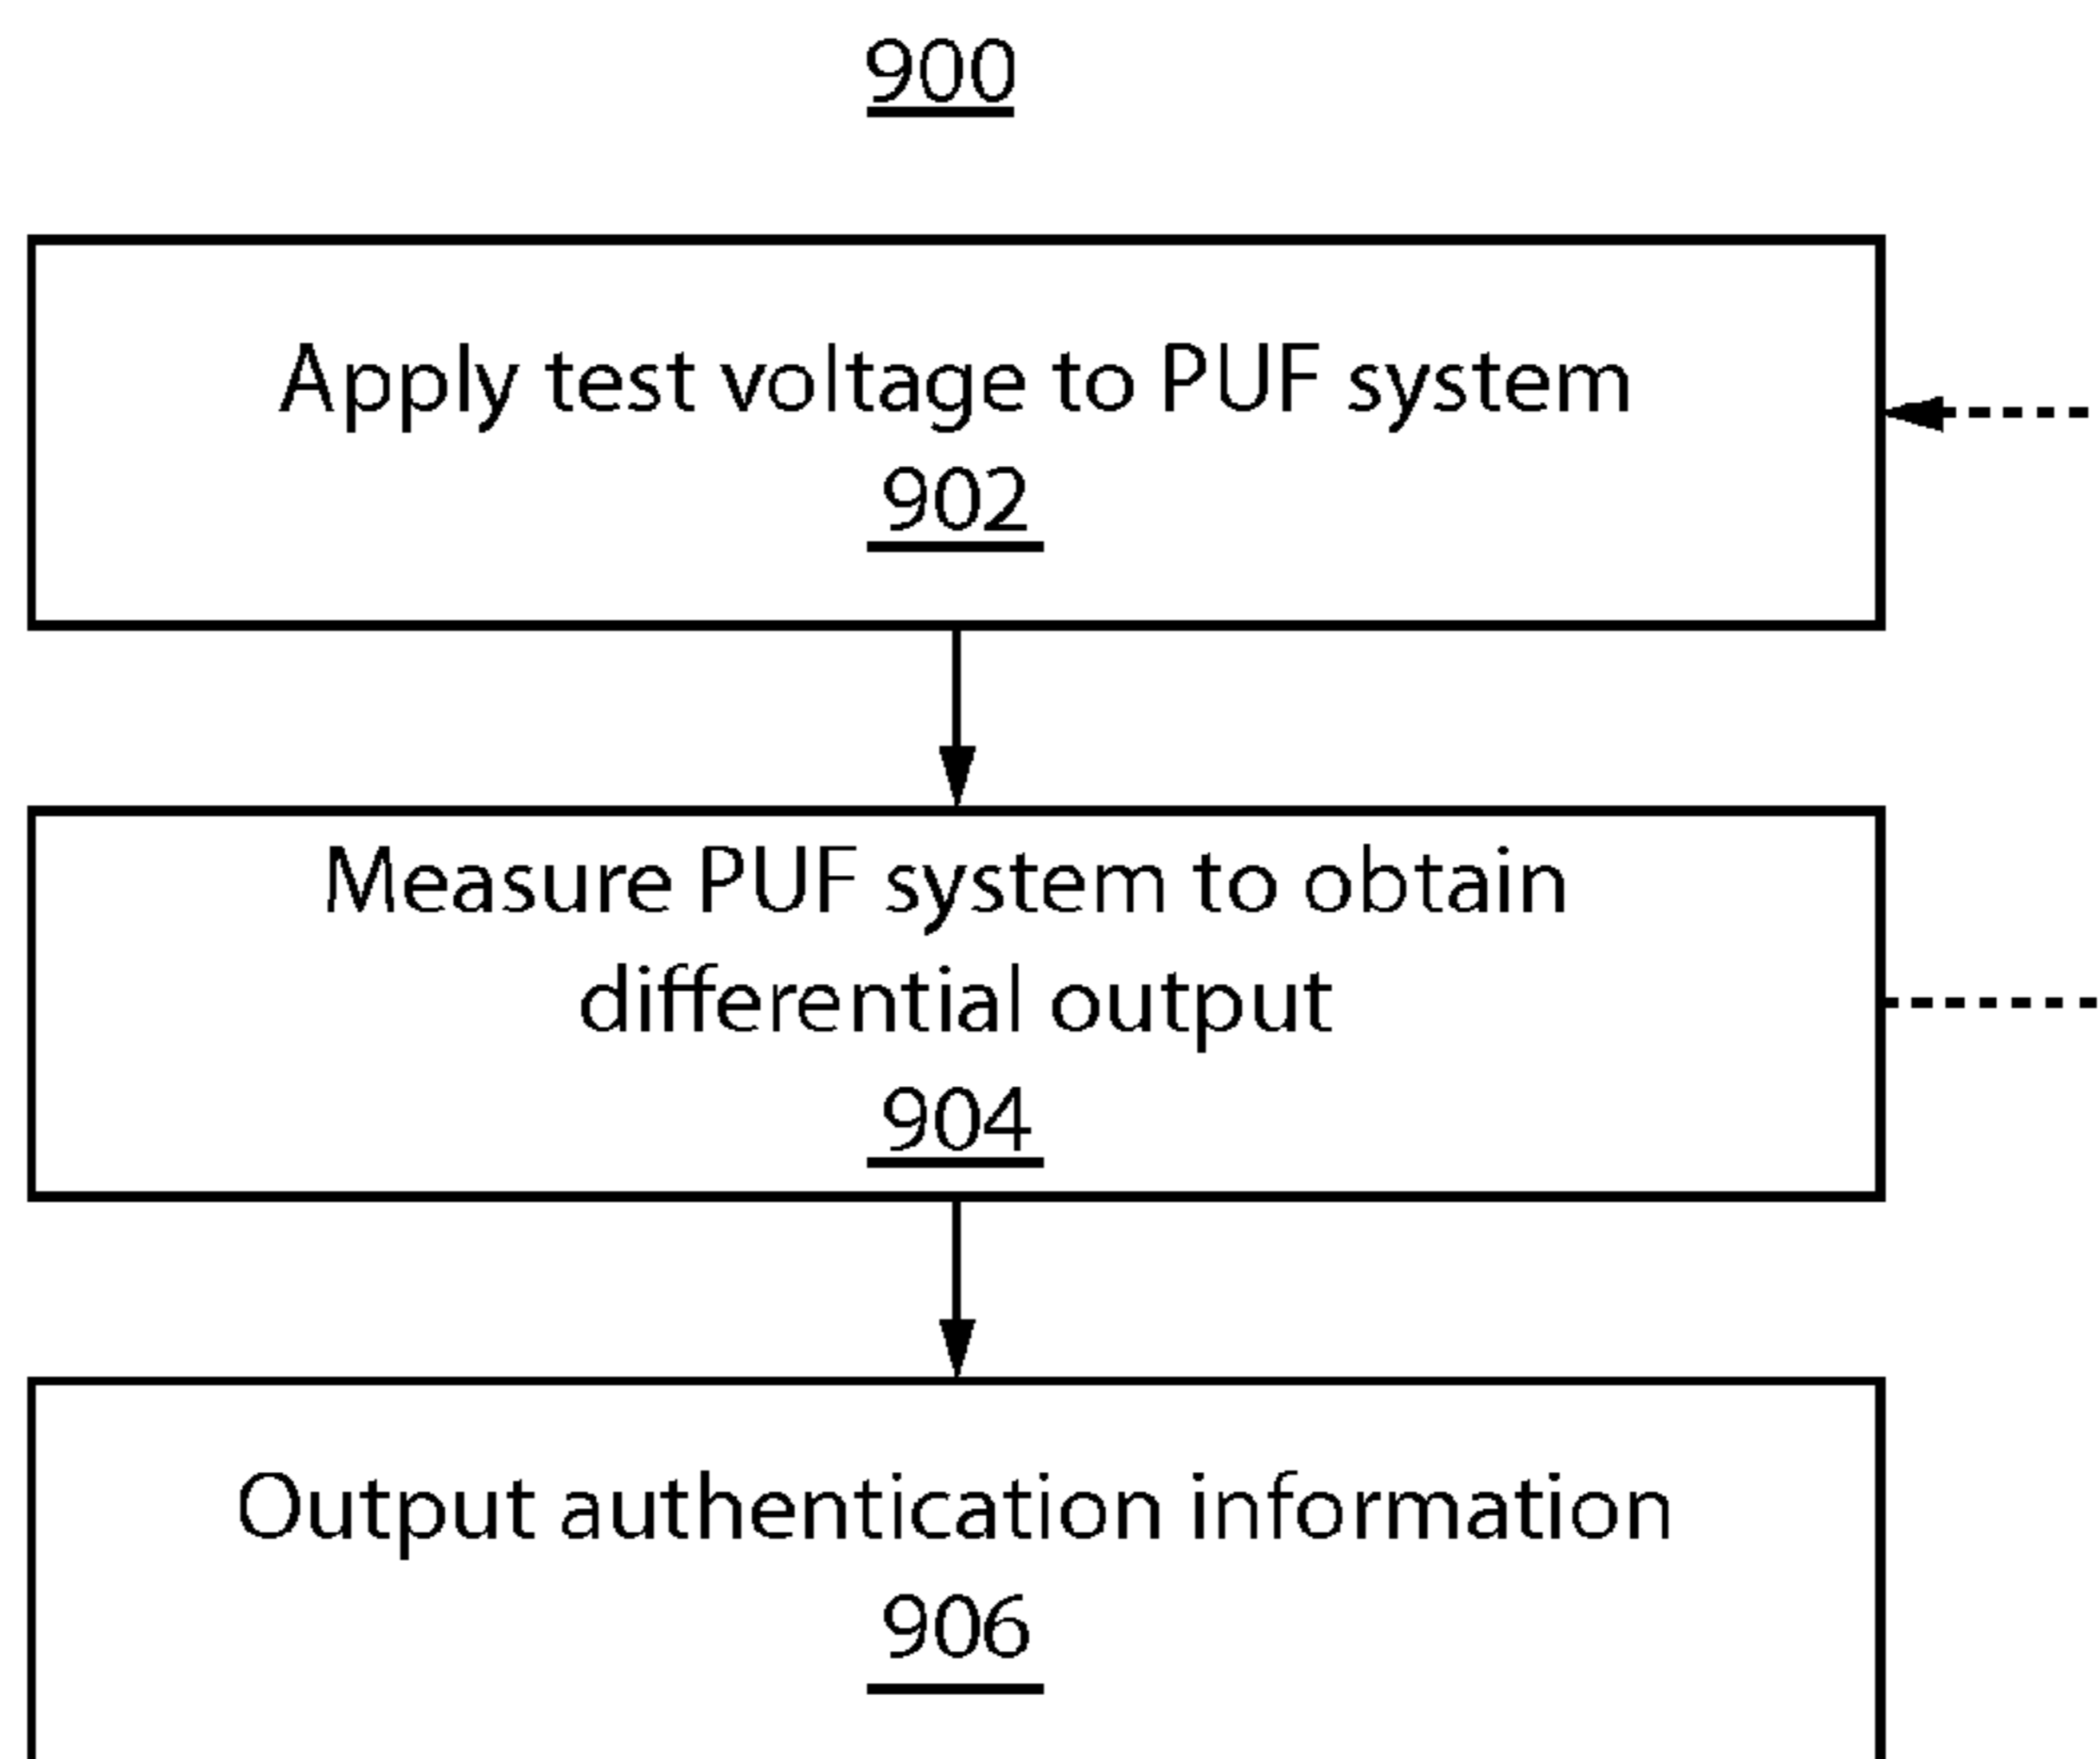 900
Apply test voltage to PUF system
902
Measure PUF system to obtain
differential output
904
Output authentication information
906